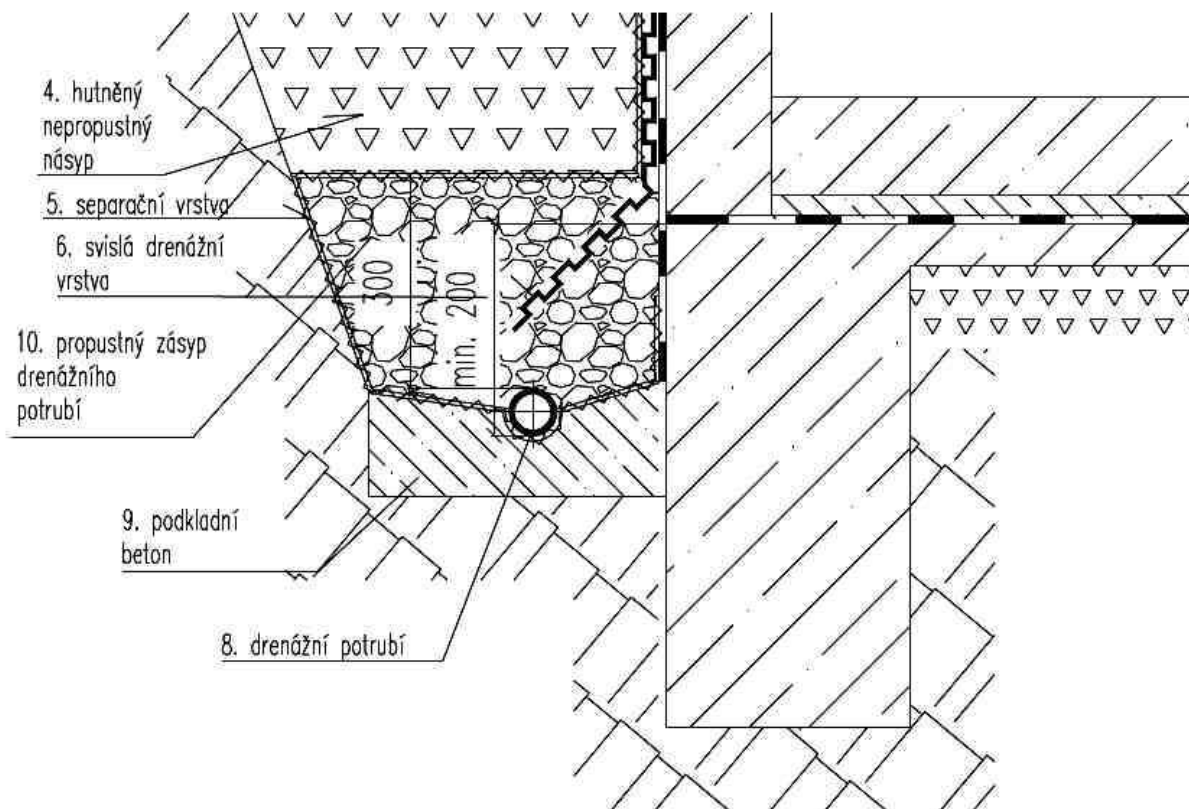 4. hutněný
nepropustný
násyp
5. separační vrstva
6. svislá drenážní
vrstva
300
min. 200
10. propustný zásyp
drenážního
potrubí
9. podkladní
beton
8. drenážní potrubí